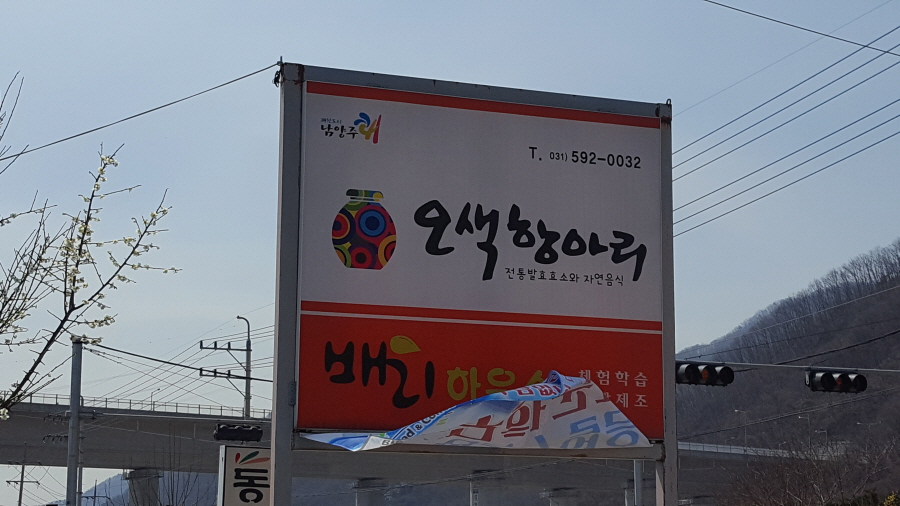 남양주
T. 031) 592-0032
오색항아리
전통발효효소와 자연음식
배리
체험학습
제조
동